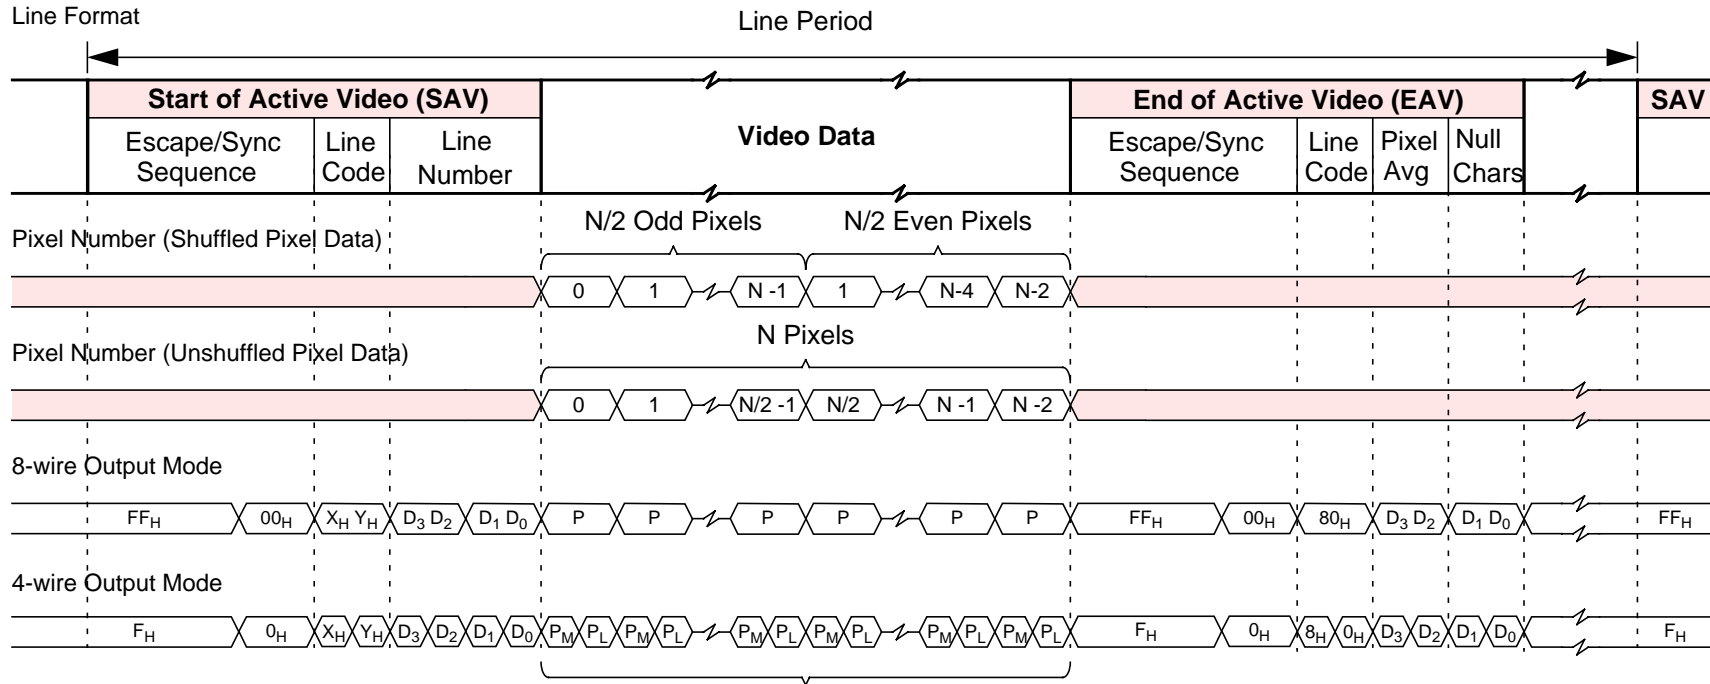 Line Format
Line Period
Start of Active Video (SAV)
End of Active Video (EAV)
SAV
Escape/Sync Sequence
Line Code
Line Number
Video Data
Escape/Sync Sequence
Line Code
Pixel Avg
Null Chars
N/2 Odd Pixels
N/2 Even Pixels
Pixel Number (Shuffled Pixel Data)
0 1 N -1 1 N-4 N-2
N Pixels
Pixel Number (Unshuffled Pixel Data)
0 1 N/2 -1 N/2 N -1 N -2
8-wire Output Mode
FFH 00H XH YH D3 D2 D1 D0 P P P P P P FFH 00H 80H D3 D2 D1 D0 FFH
4-wire Output Mode
FH 0H XH YH D3 D2 D1 D0 PM PL PM PL PM PL PM PL PM PL PM PL FH 0H 8H 0H D3 D2 D1 D0 FH